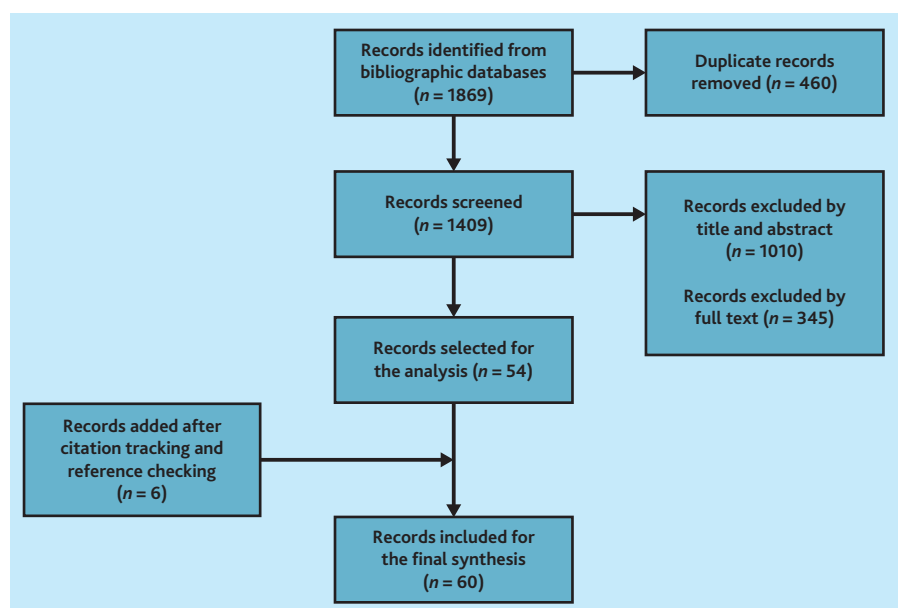 Records identified from
bibliographic databases
(n = 1869)
Duplicate records
removed (n = 460)
Records screened
(n = 1409)
Records excluded by
title and abstract
(n = 1010)
Records excluded by
full text (n = 345)
Records selected for
the analysis (n = 54)
Records added after
citation tracking and
reference checking
(n = 6)
Records included for
the final synthesis
(n = 60)